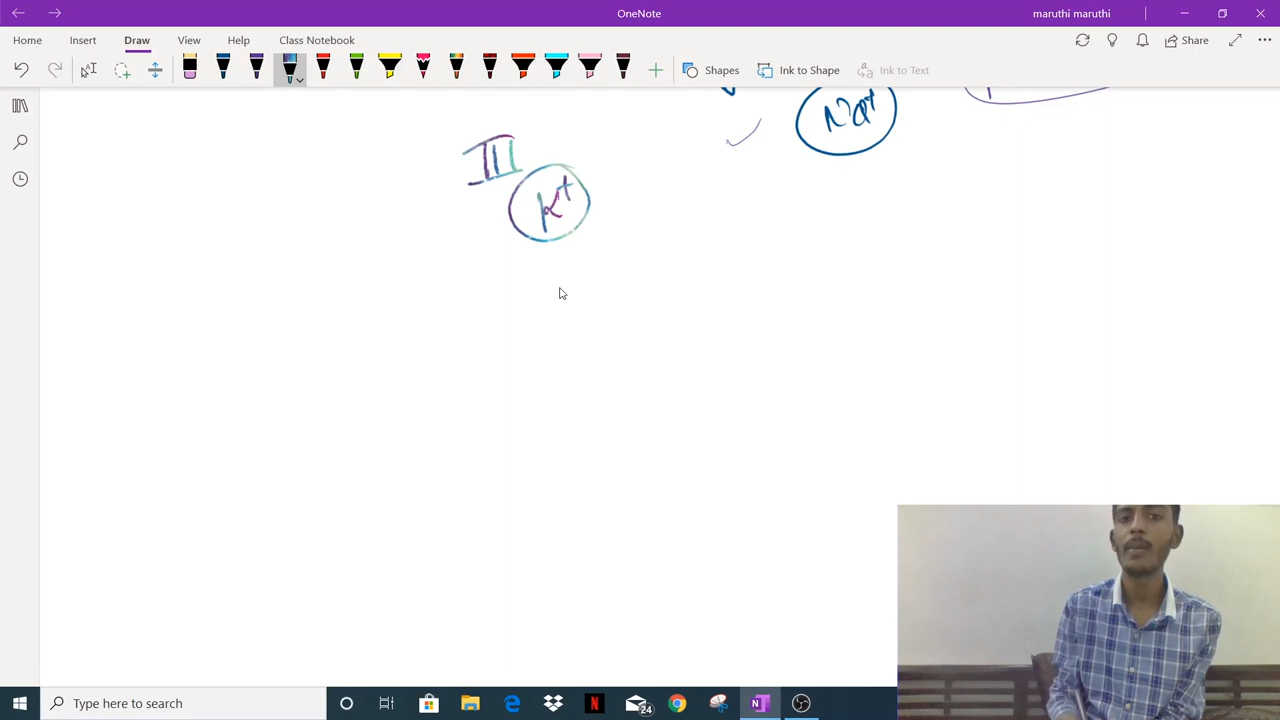 OneNote
maruthi maruthi
Home Insert Draw View Help Class Notebook
Share
Shapes Ink to Shape Ink to Text
Na+
III
K+
Type here to search
24
N